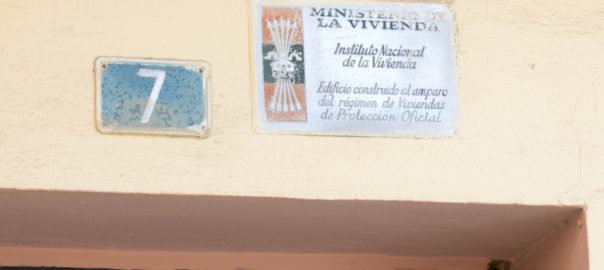 7
MINISTERIO DE
LA VIVIENDA
Instituto Nacional
de la Vivienda
Edificio construido al amparo
del régimen de Viviendas
de Protección Oficial